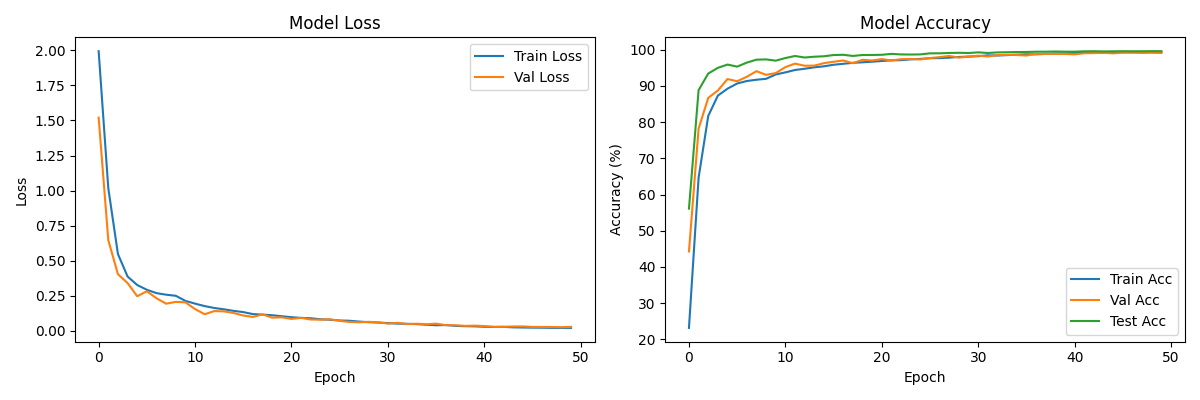 Model Loss
2.00
1.75
1.50
1.25
1.00
0.75
0.50
0.25
0.00
Loss
0 10 20 30 40 50
Epoch
Train Loss
Val Loss
Model Accuracy
100
90
80
70
60
50
40
30
20
Accuracy (%)
0 10 20 30 40 50
Epoch
Train Acc
Val Acc
Test Acc